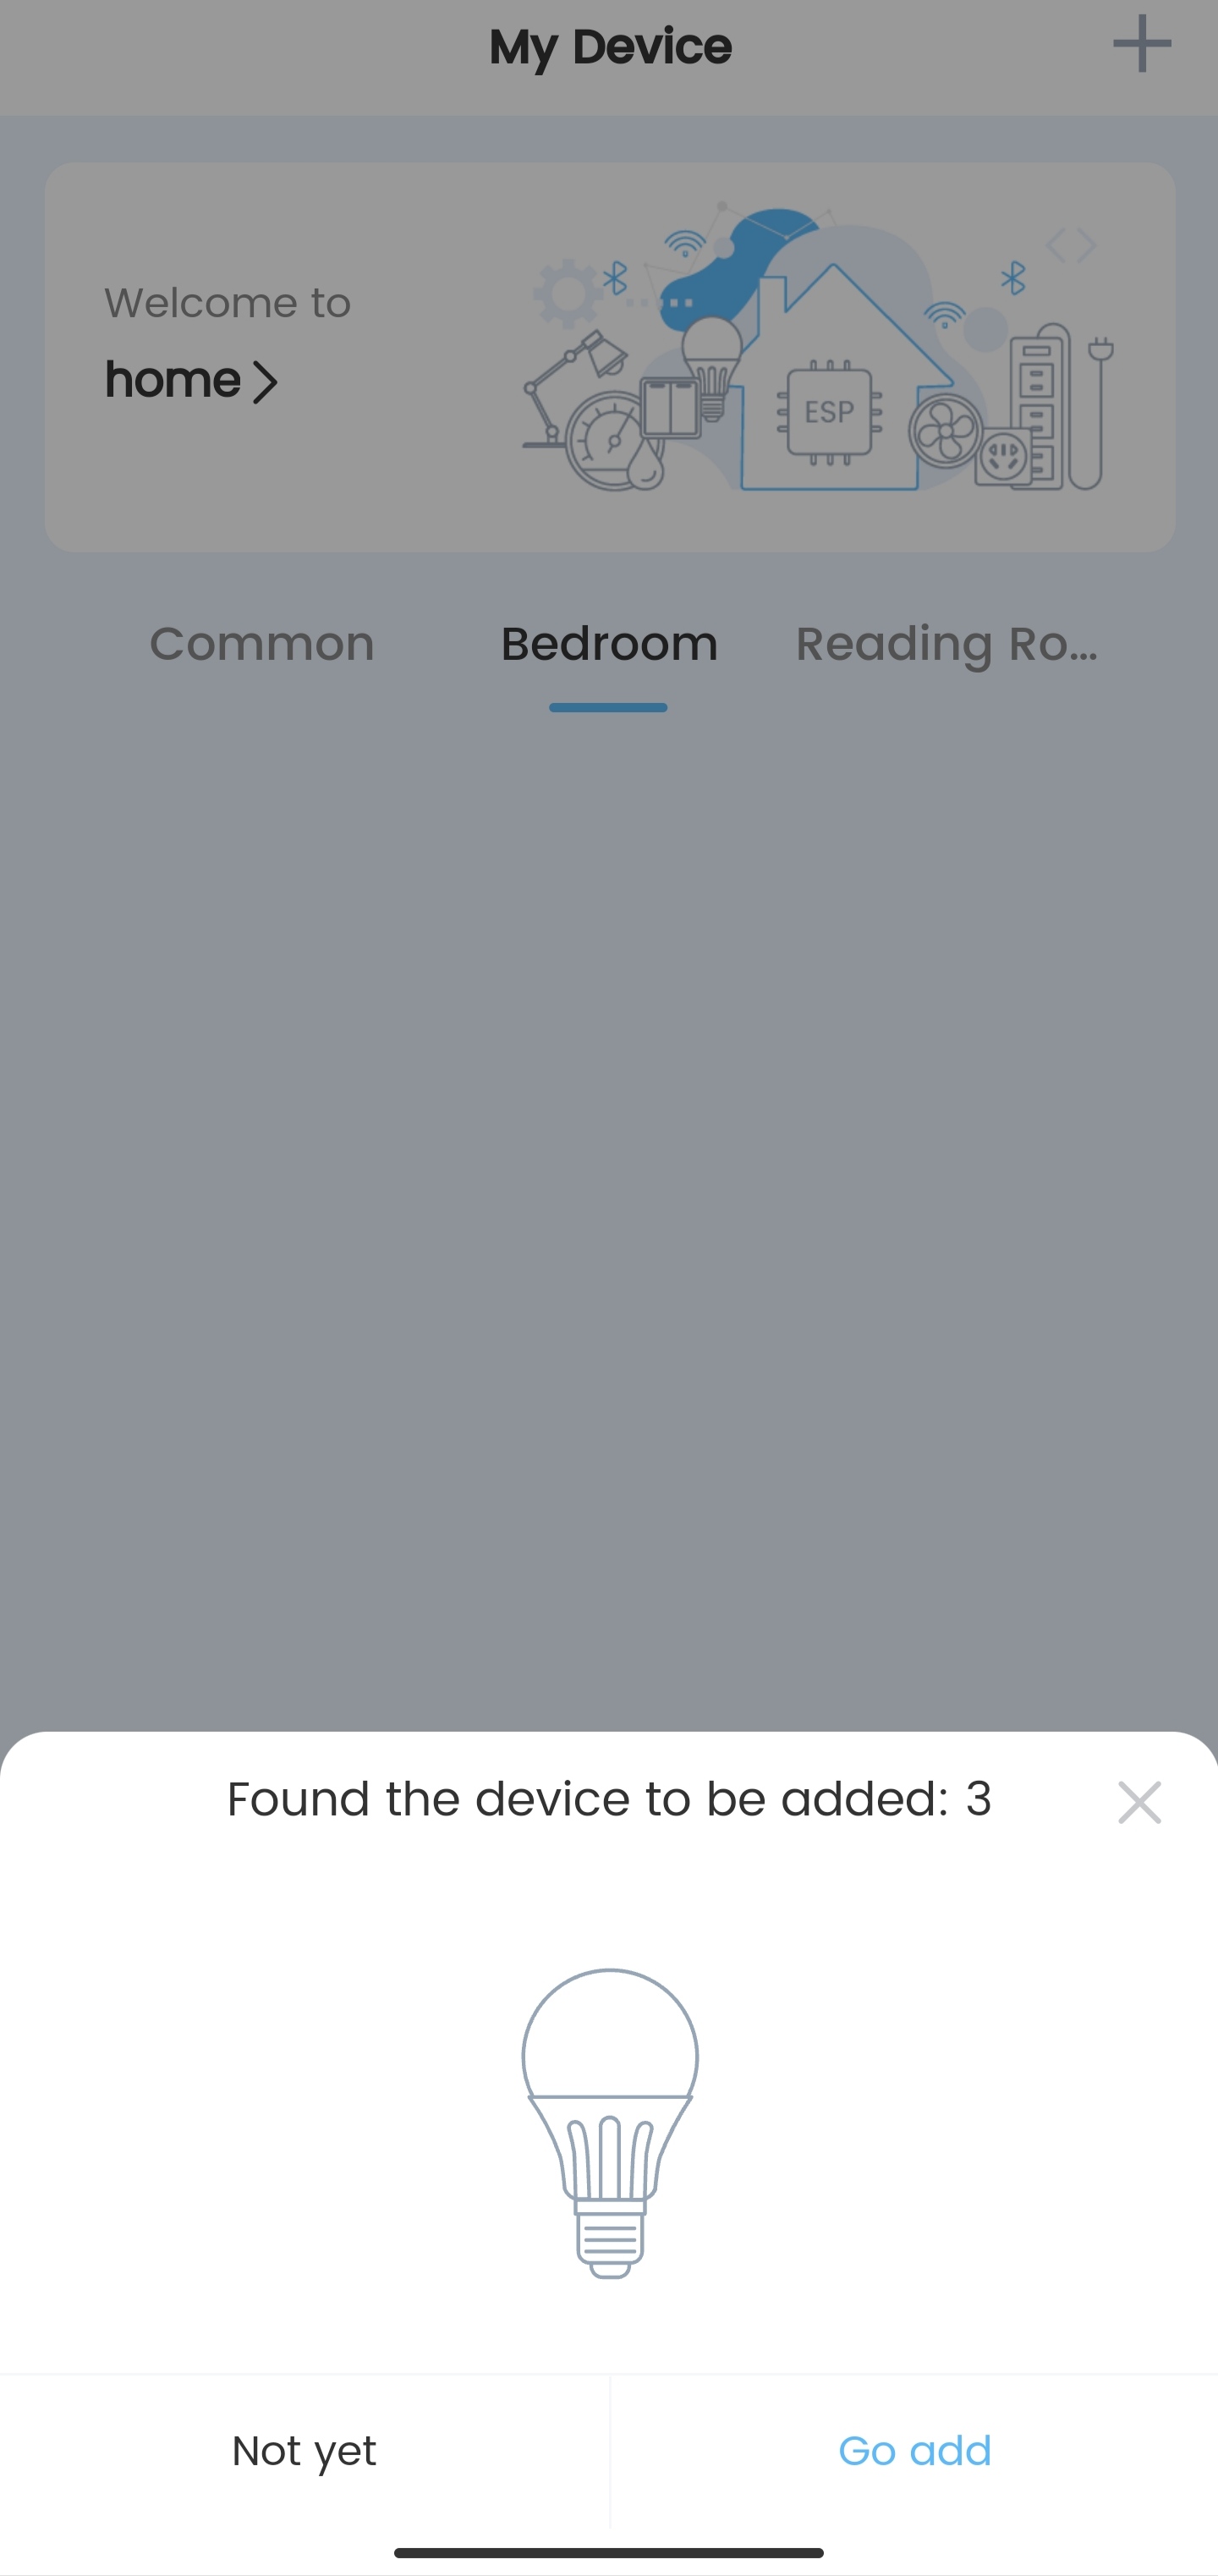 My Device
Welcome to
home
ESP
Common Bedroom Reading Ro...
Found the device to be added: 3
Not yet Go add